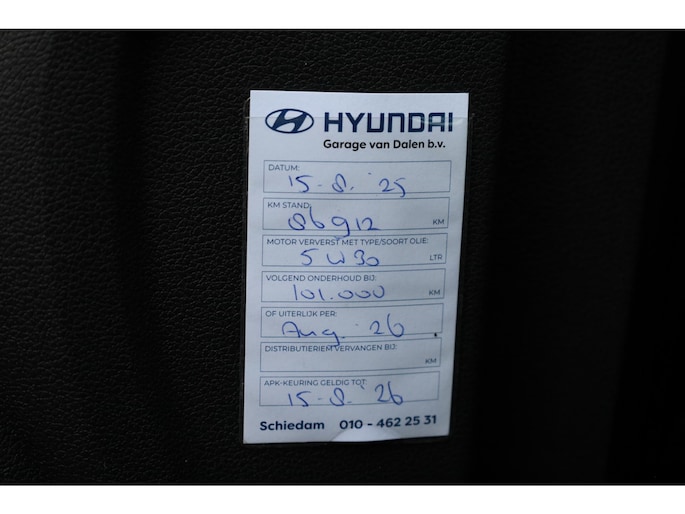 HYUNDAI
Garage van Dalen b.v.
DATUM:
15-8. '25
KM STAND:
86912 KM
MOTOR VERVERST MET TYPE/SOORT OLIE:
5W30 LTR
VOLGEND ONDERHOUD BIJ:
101.000 KM
OF UITERLIJK PER:
Aug. 26
DISTRIBUTIERIEM VERVANGEN BIJ:
KM
APK-KEURING GELDIG TOT:
15-8. '26
Schiedam 010 - 462 25 31